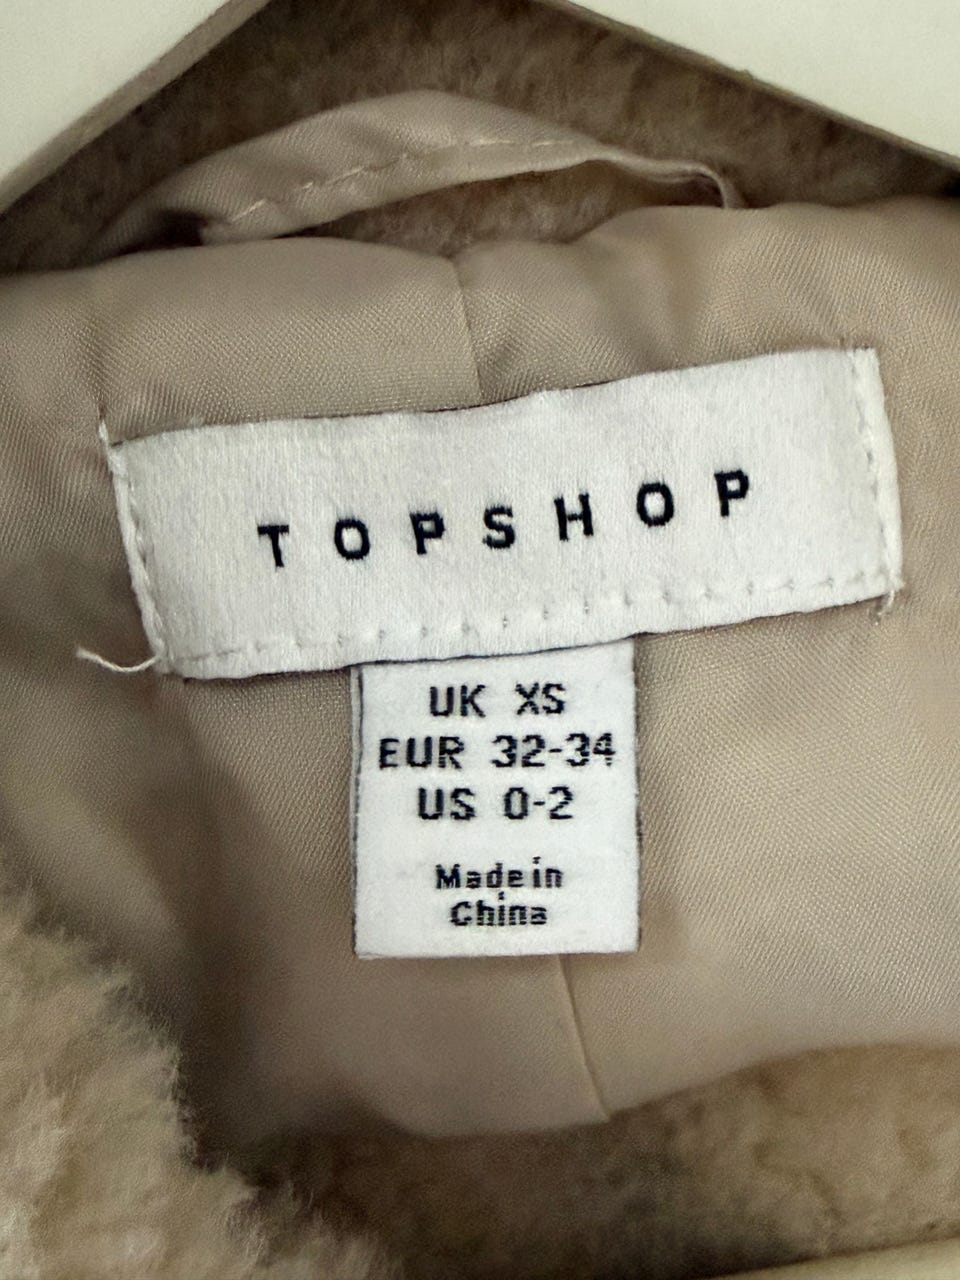 TOPSHOP
UK XS
EUR 32-34
US 0-2
Made in
China